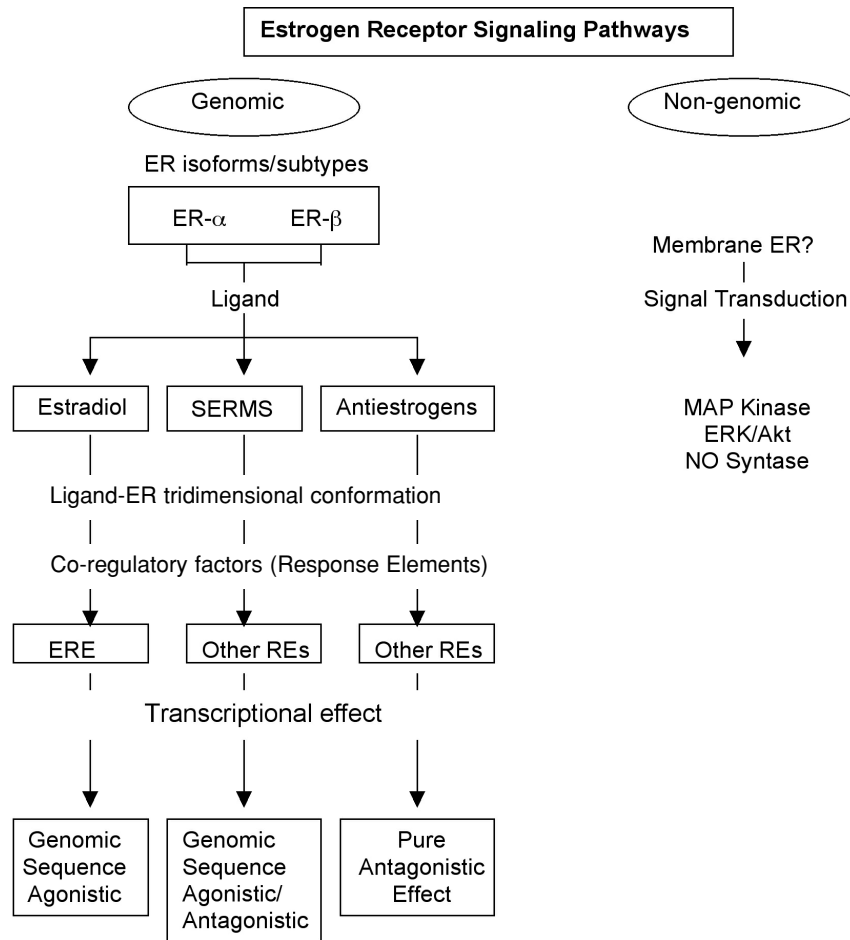 Estrogen Receptor Signaling Pathways
Genomic
Non-genomic
ER isoforms/subtypes
ER-α ER-β
Membrane ER?
Ligand
Signal Transduction
Estradiol
SERMS
Antiestrogens
MAP Kinase
ERK/Akt
NO Syntase
Ligand-ER tridimensional conformation
Co-regulatory factors (Response Elements)
ERE
Other REs
Other REs
Transcriptional effect
Genomic
Sequence
Agonistic
Genomic
Sequence
Agonistic/
Antagonistic
Pure
Antagonistic
Effect